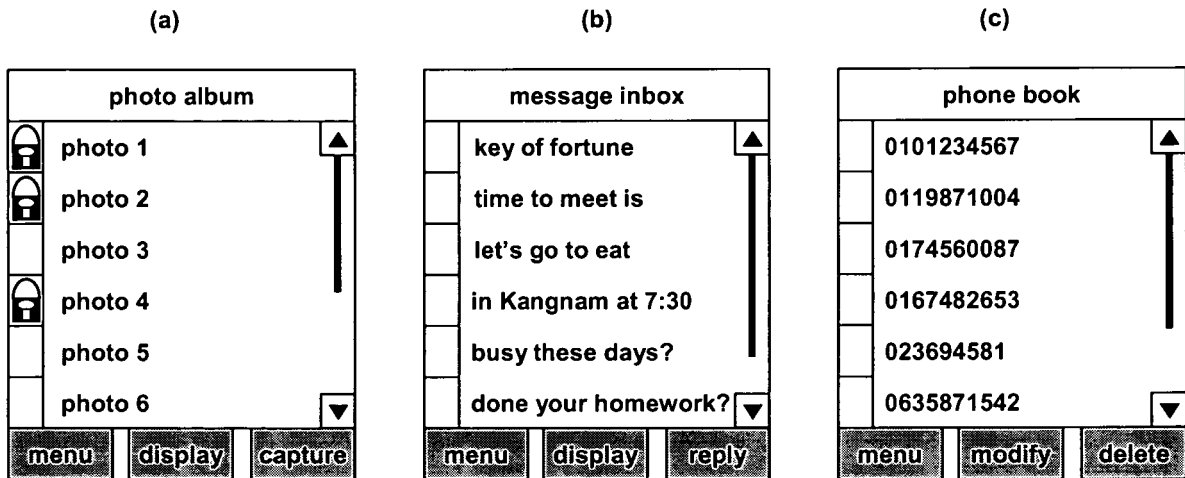 (a)
photo album
photo 1
photo 2
photo 3
photo 4
photo 5
photo 6
menu display capture
(b)
message inbox
key of fortune
time to meet is
let's go to eat
in Kangnam at 7:30
busy these days?
done your homework?
menu display reply
(c)
phone book
0101234567
0119871004
0174560087
0167482653
023694581
0635871542
menu modify delete